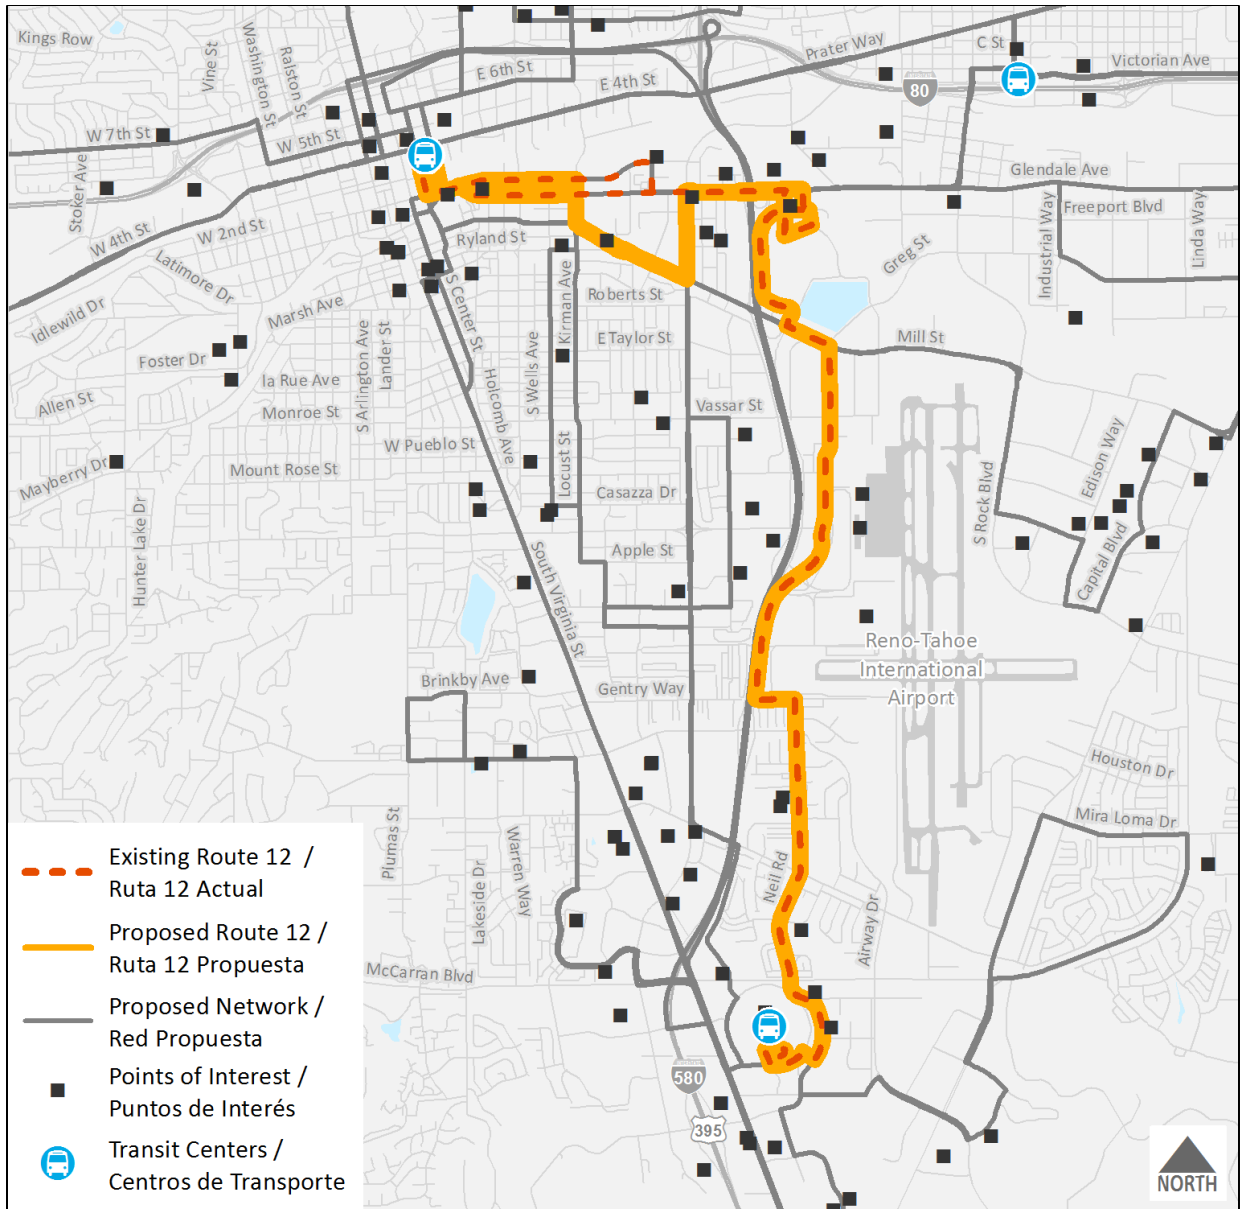 Kings Row
Vine St
Washington St
Ralston St
E 6th St
E 4th St
Prater Way
C St
Victorian Ave
80
W 7th St
W 5th St
Stoker Ave
W 4th St
W 2nd St
Glendale Ave
Freeport Blvd
Industrial Way
Linda Way
Ryland St
Greg St
Latimore Dr
Idlewild Dr
Marsh Ave
S Center St
Kirman Ave
Roberts St
Foster Dr
S Arlington Ave
Lander St
S Wells Ave
E Taylor St
Mill St
la Rue Ave
Allen St
Monroe St
Holcomb Ave
Vassar St
W Pueblo St
Mayberry Dr
Mount Rose St
Locust St
Casazza Dr
S Rock Blvd
Edison Way
Hunter Lake Dr
Apple St
South Virginia St
Capital Blvd
Reno-Tahoe
International
Airport
Brinkby Ave
Gentry Way
Houston Dr
Mira Loma Dr
Plumas St
Warren Way
Lakeside Dr
Neil Rd
Airway Dr
McCarran Blvd
580
395
Existing Route 12 /
Ruta 12 Actual
Proposed Route 12 /
Ruta 12 Propuesta
Proposed Network /
Red Propuesta
Points of Interest /
Puntos de Interés
Transit Centers /
Centros de Transporte
NORTH